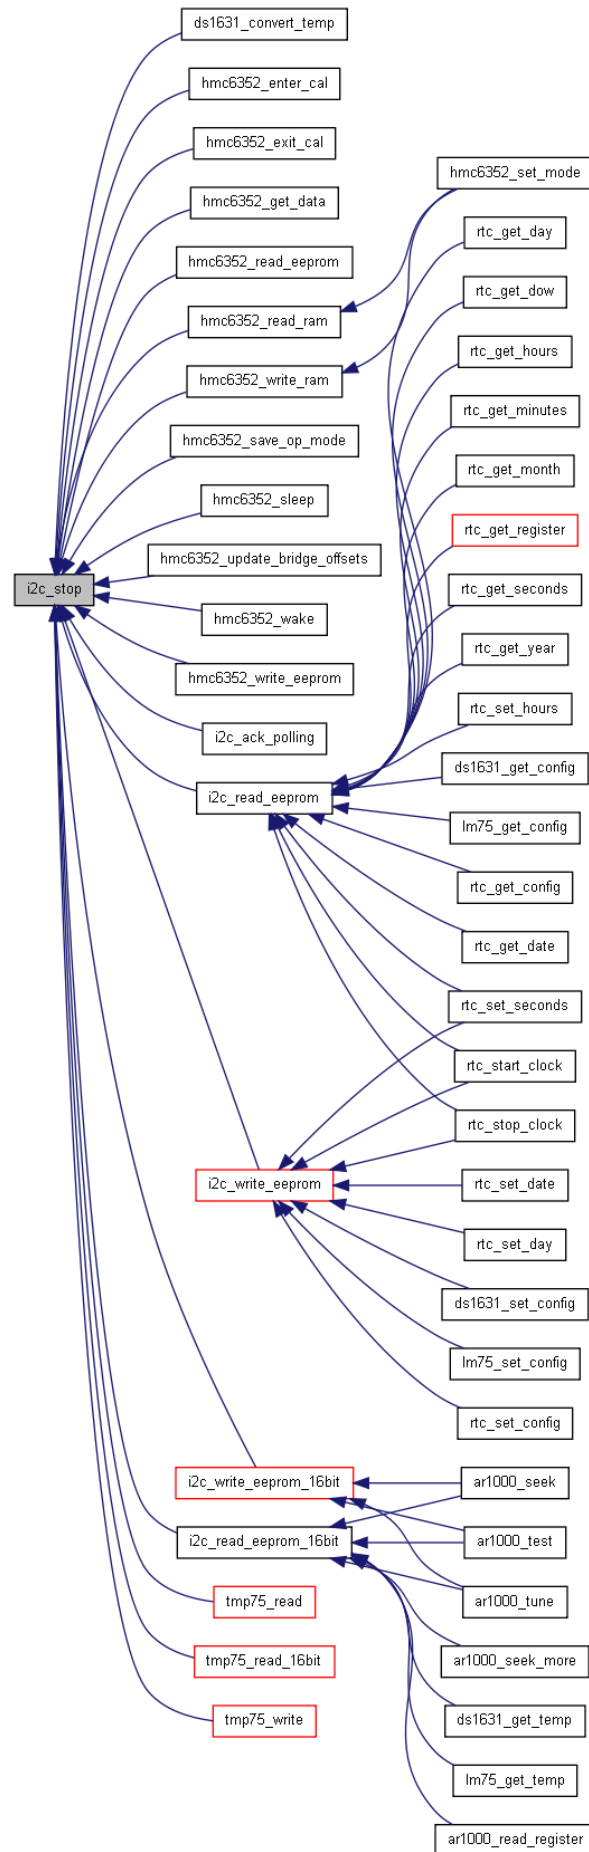 ds1631_convert_temp
hmc6352_enter_cal
hmc6352_exit_cal
hmc6352_get_data
hmc6352_read_eeprom
hmc6352_read_ram
hmc6352_write_ram
hmc6352_save_op_mode
hmc6352_sleep
hmc6352_update_bridge_offsets
i2c_stop
hmc6352_wake
hmc6352_write_eeprom
i2c_ack_polling
i2c_read_eeprom
i2c_write_eeprom
i2c_write_eeprom_16bit
i2c_read_eeprom_16bit
tmp75_read
tmp75_read_16bit
tmp75_write
hmc6352_set_mode
rtc_get_day
rtc_get_dow
rtc_get_hours
rtc_get_minutes
rtc_get_month
rtc_get_register
rtc_get_seconds
rtc_get_year
rtc_set_hours
ds1631_get_config
lm75_get_config
rtc_get_config
rtc_get_date
rtc_set_seconds
rtc_start_clock
rtc_stop_clock
rtc_set_date
rtc_set_day
ds1631_set_config
lm75_set_config
rtc_set_config
ar1000_seek
ar1000_test
ar1000_tune
ar1000_seek_more
ds1631_get_temp
lm75_get_temp
ar1000_read_register